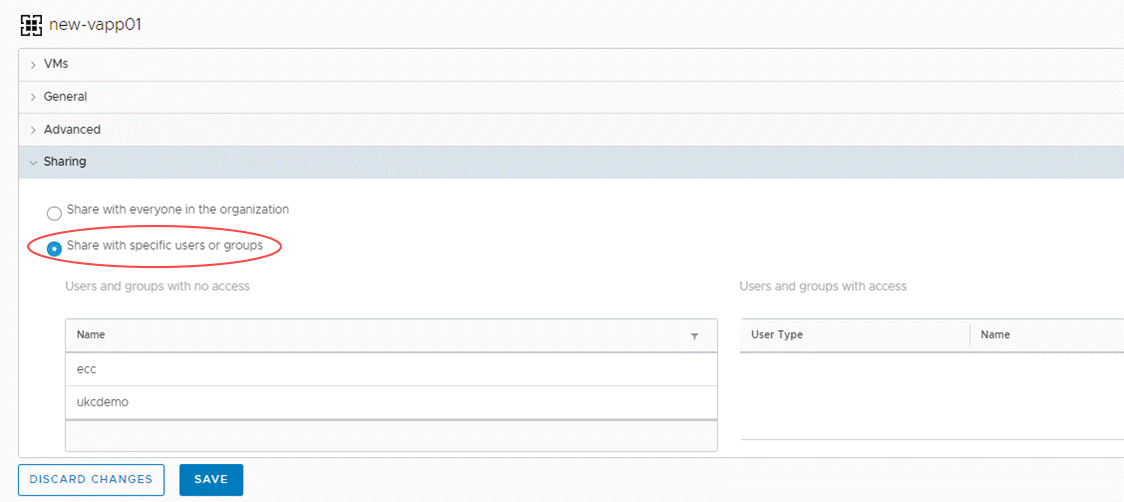 new-vapp01
VMs
General
Advanced
Sharing
Share with everyone in the organization
Share with specific users or groups
Users and groups with no access
Users and groups with access
Name
User Type
Name
ecc
ukcdemo
DISCARD CHANGES
SAVE